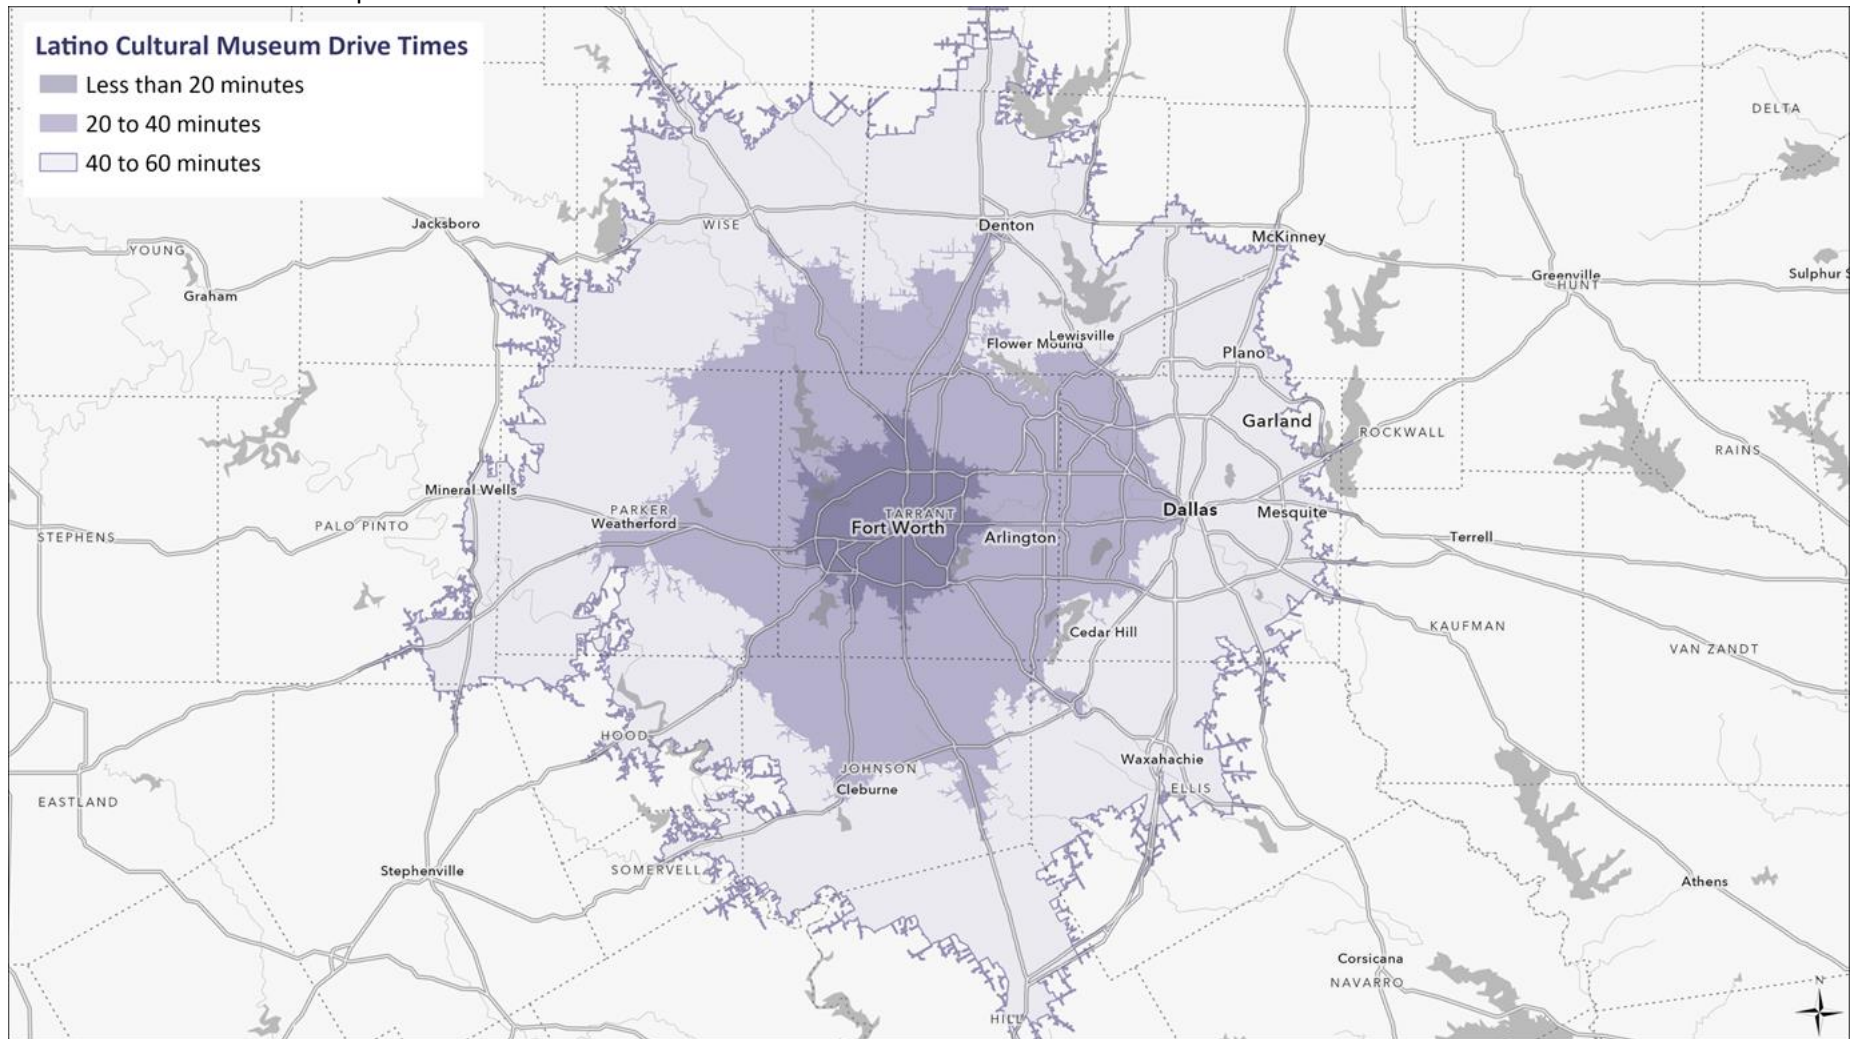 Latino Cultural Museum Drive Times
Less than 20 minutes
20 to 40 minutes
40 to 60 minutes
DELTA
Jacksboro
WISE
Denton
McKinney
YOUNG
Graham
Greenville
HUNT
Sulphur S
Lewisville
Flower Mound
Plano
Garland
ROCKWALL
RAINS
Mineral Wells
PARKER
Weatherford
TARRANT
Fort Worth
Arlington
Dallas
Mesquite
PALO PINTO
STEPHENS
Terrell
Cedar Hill
KAUFMAN
VAN ZANDT
HOOD
JOHNSON
Cleburne
Waxahachie
ELLIS
EASTLAND
Stephenville
SOMERVELL
Athens
Corsicana
NAVARRO
HILL
N